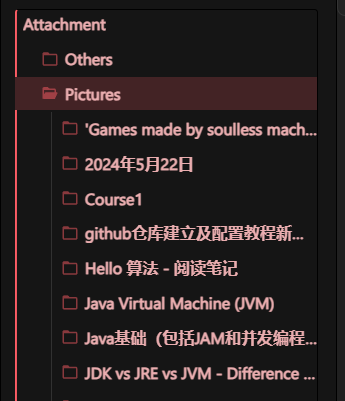 Attachment
Others
Pictures
'Games made by soulless mach...
2024年5月22日
Course1
github仓库建立及配置教程新...
Hello 算法 - 阅读笔记
Java Virtual Machine (JVM)
Java基础（包括JAM和并发编程...
JDK vs JRE vs JVM - Difference ...